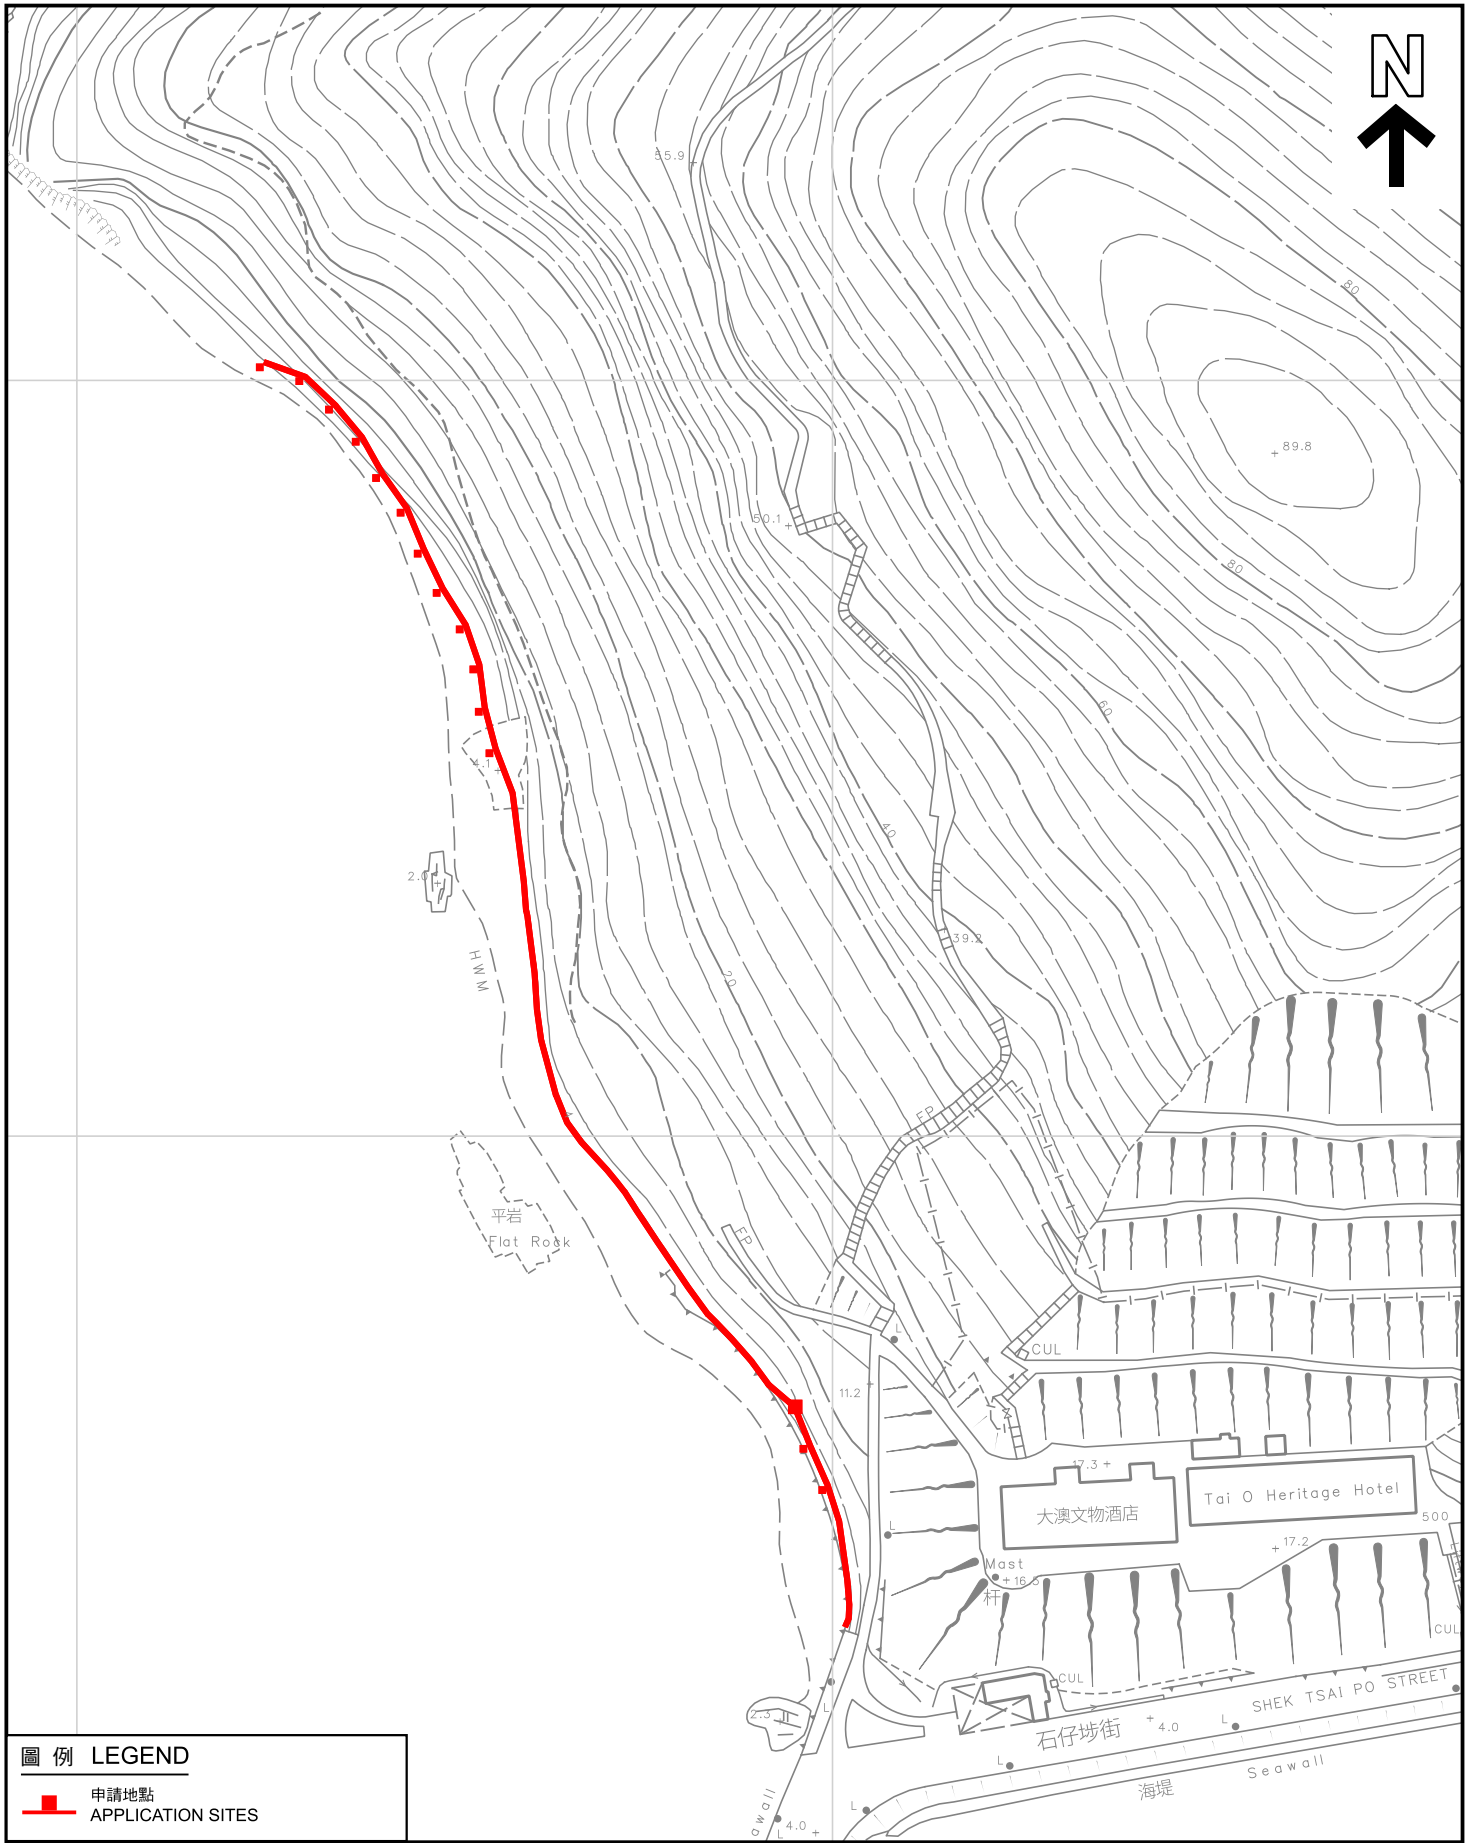 N
55.9
80
89.8
50.1
80
60
4.1
40
2.0
39.2
HWM
20
FP
平岩
Flat Rock
FP
L
CUL
11.2
Z
17.3
Tai O Heritage Hotel
大澳文物酒店
500
L
17.2
Mast
16.5
杆
CUL
CUL
SHEK TSAI PO STREET
2.3
L
石仔埗街
4.0
L
L
Seawall
海堤
L
awall
4.0
L
圖例 LEGEND
申請地點
APPLICATION SITES